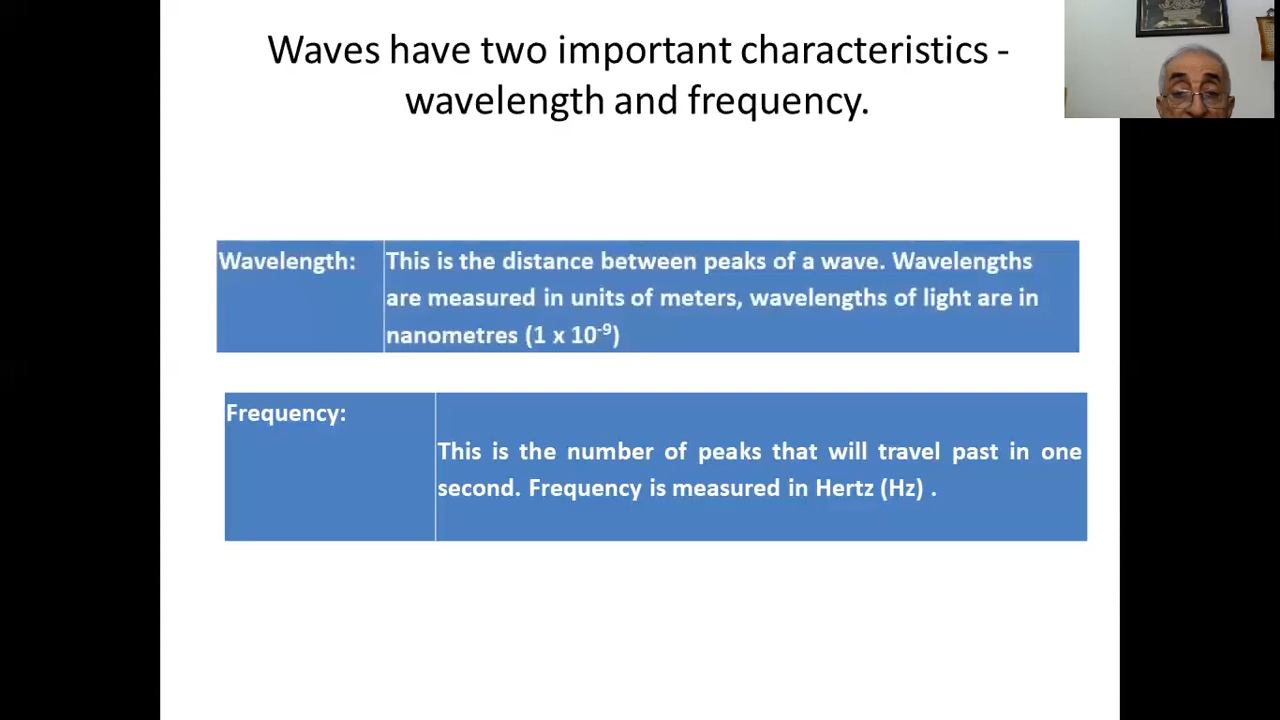 Waves have two important characteristics -
wavelength and frequency.
Wavelength:
This is the distance between peaks of a wave. Wavelengths
are measured in units of meters, wavelengths of light are in
nanometres (1 x 10⁻⁹)
Frequency:
This is the number of peaks that will travel past in one
second. Frequency is measured in Hertz (Hz) .